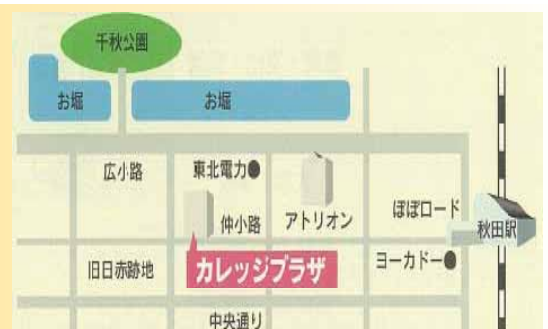 千秋公園
お堀
お堀
広小路
東北電力●
仲小路
アトリオン
ぽぽロード
秋田駅
旧日赤跡地
カレッジプラザ
ヨーカドー●
中央通り